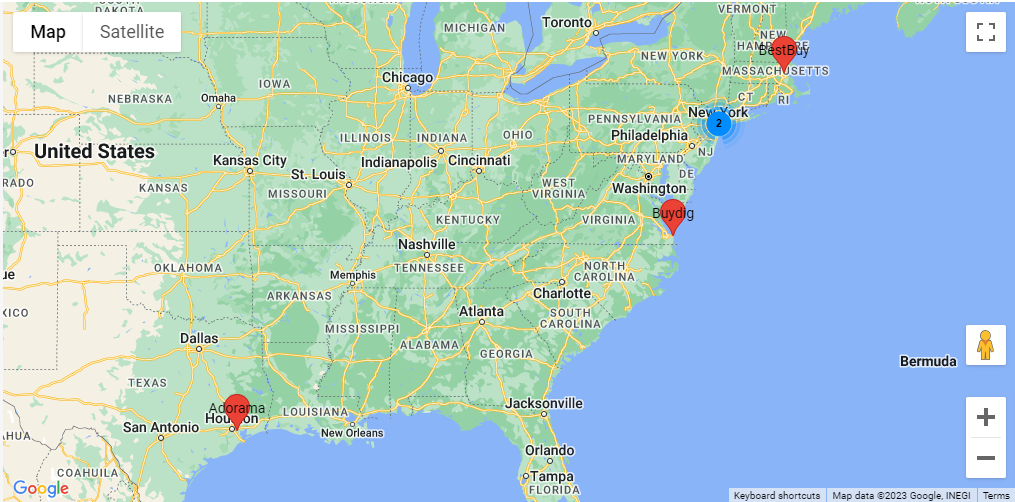 Map
Satellite
SOUTH
DAKOTA
MICHIGAN
Toronto
VERMONT
NEW
HAMPSHIRE
BestBuy
NEW YORK
MASSACHUSETTS
Chicago
IOWA
NEBRASKA
Omaha
CT
RI
New York
2
PENNSYLVANIA
Philadelphia
OHIO
ILLINOIS
INDIANA
United States
Indianapolis
Cincinnati
MARYLAND
NJ
Kansas City
St. Louis
DE
KANSAS
MISSOURI
WEST
VIRGINIA
Washington
Buydig
KENTUCKY
VIRGINIA
Nashville
TENNESSEE
OKLAHOMA
Memphis
NORTH
CAROLINA
ARKANSAS
Charlotte
Atlanta
SOUTH
CAROLINA
MISSISSIPPI
Dallas
ALABAMA
GEORGIA
Bermuda
TEXAS
Adorama
Houston
LOUISIANA
Jacksonville
San Antonio
New Orleans
Orlando
COAHUILA
Tampa
FLORIDA
Google
Keyboard shortcuts
Map data ©2023 Google, INEGI
Terms